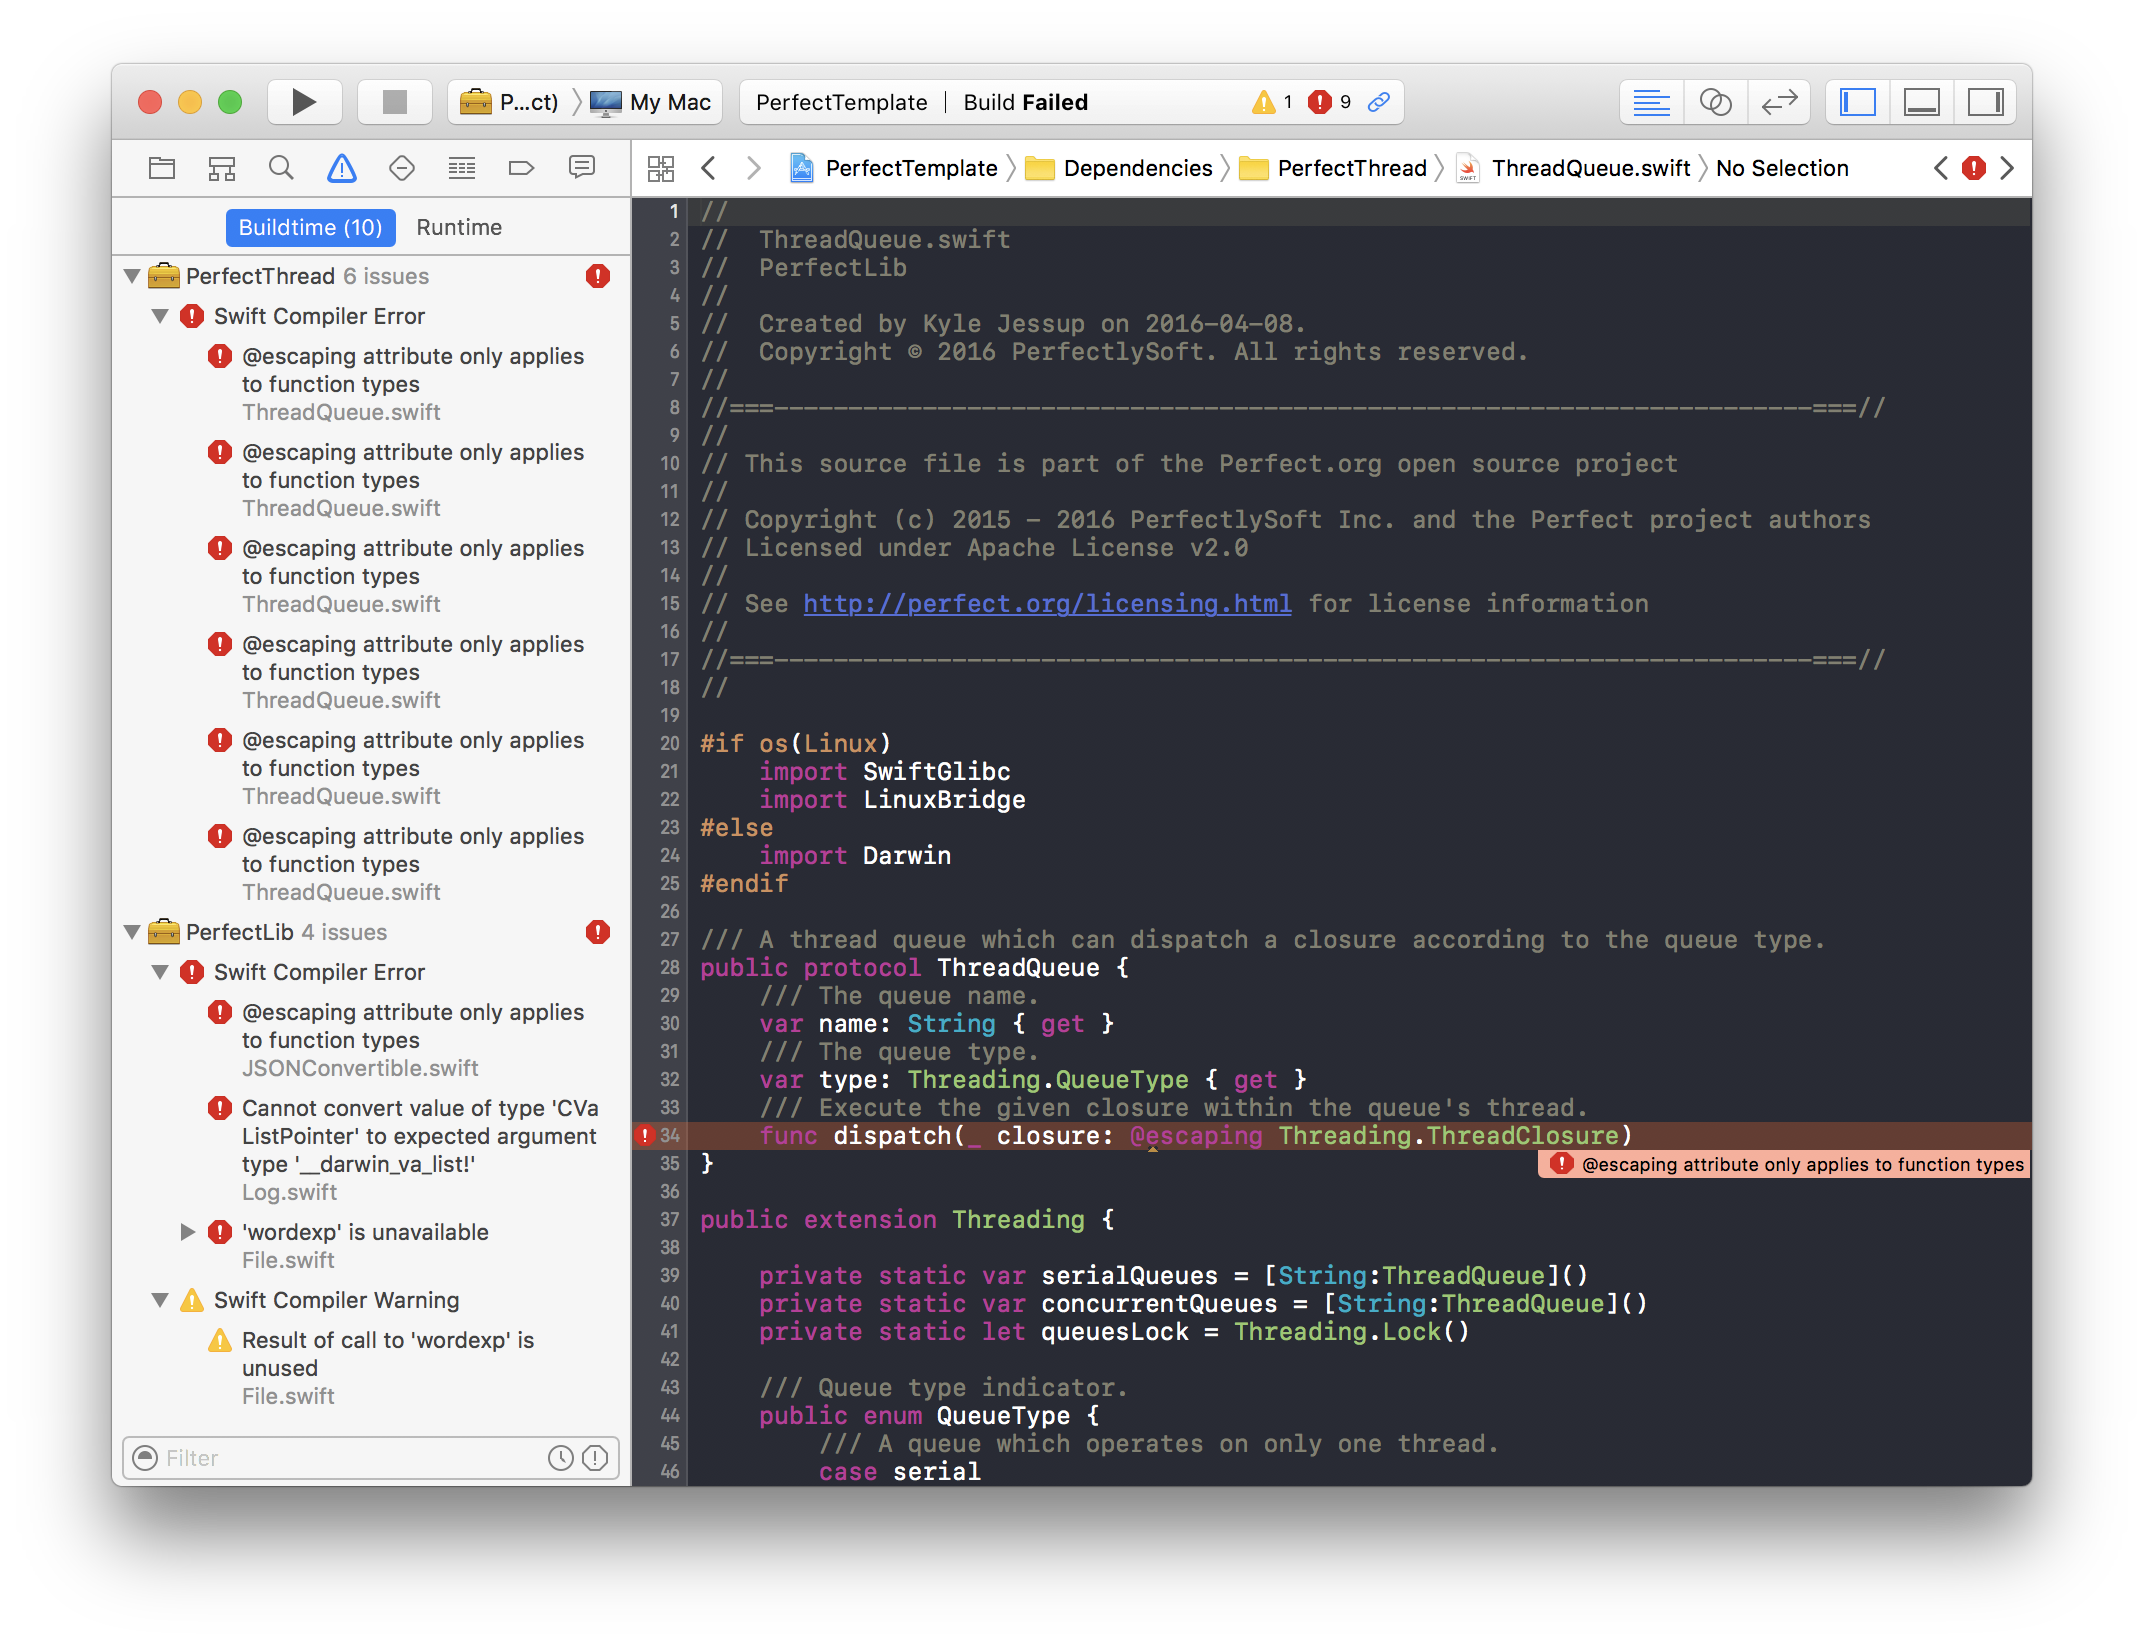 P...ct) My Mac PerfectTemplate Build Failed 1 9
PerfectTemplate Dependencies PerfectThread ThreadQueue.swift No Selection
Buildtime (10) Runtime
PerfectThread 6 issues
Swift Compiler Error
@escaping attribute only applies
to function types
ThreadQueue.swift
@escaping attribute only applies
to function types
ThreadQueue.swift
@escaping attribute only applies
to function types
ThreadQueue.swift
@escaping attribute only applies
to function types
ThreadQueue.swift
@escaping attribute only applies
to function types
ThreadQueue.swift
@escaping attribute only applies
to function types
ThreadQueue.swift
PerfectLib 4 issues
Swift Compiler Error
@escaping attribute only applies
to function types
JSONConvertible.swift
Cannot convert value of type 'CVa
ListPointer' to expected argument
type '__darwin_va_list!'
Log.swift
'wordexp' is unavailable
File.swift
Swift Compiler Warning
Result of call to 'wordexp' is
unused
File.swift
Filter
1 //
2 //  ThreadQueue.swift
3 //  PerfectLib
4 //
5 //  Created by Kyle Jessup on 2016-04-08.
6 //  Copyright © 2016 PerfectlySoft. All rights reserved.
7 //
8 //===----------------------------------------------------------------------===//
9 //
10 // This source file is part of the Perfect.org open source project
11 //
12 // Copyright (c) 2015 - 2016 PerfectlySoft Inc. and the Perfect project authors
13 // Licensed under Apache License v2.0
14 //
15 // See http://perfect.org/licensing.html for license information
16 //
17 //===----------------------------------------------------------------------===//
18 //
19
20 #if os(Linux)
21     import SwiftGlibc
22     import LinuxBridge
23 #else
24     import Darwin
25 #endif
26
27 /// A thread queue which can dispatch a closure according to the queue type.
28 public protocol ThreadQueue {
29     /// The queue name.
30     var name: String { get }
31     /// The queue type.
32     var type: Threading.QueueType { get }
33     /// Execute the given closure within the queue's thread.
34     func dispatch(_ closure: @escaping Threading.ThreadClosure)
35 }
@escaping attribute only applies to function types
36
37 public extension Threading {
38
39     private static var serialQueues = [String:ThreadQueue]()
40     private static var concurrentQueues = [String:ThreadQueue]()
41     private static let queuesLock = Threading.Lock()
42
43     /// Queue type indicator.
44     public enum QueueType {
45         /// A queue which operates on only one thread.
46         case serial